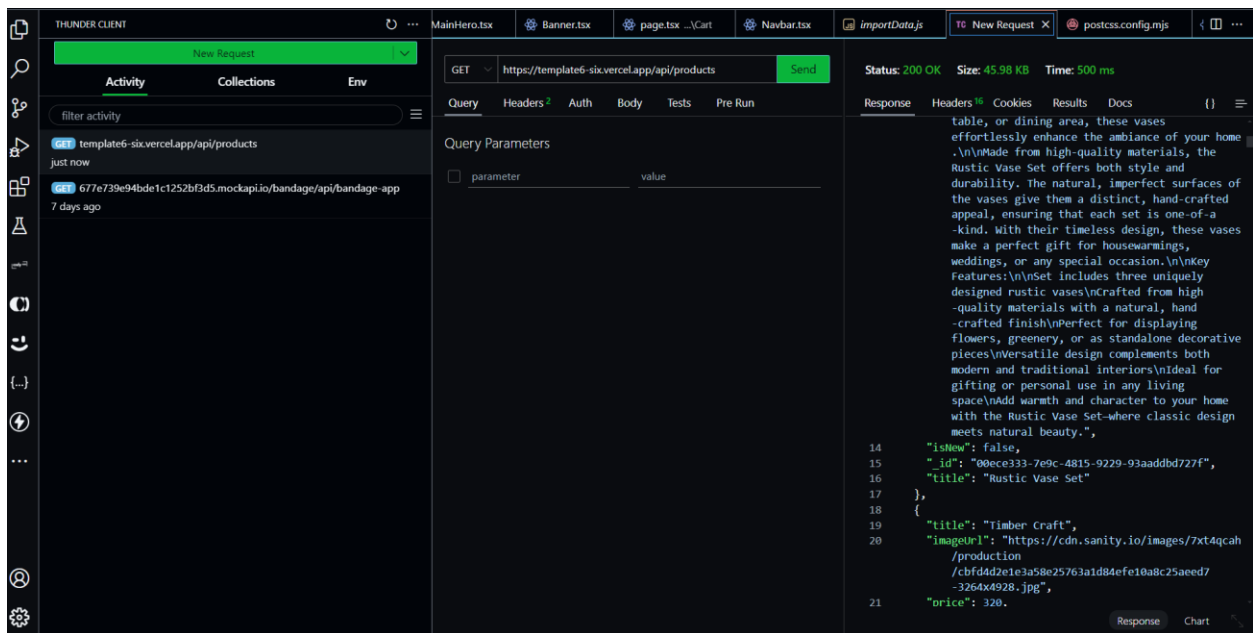 THUNDER CLIENT
New Request
Activity Collections Env
filter activity
GET template6-six.vercel.app/api/products
just now
GET 677e739e94bde1c1252bf3d5.mockapi.io/bandage/api/bandage-app
7 days ago
MainHero.tsx Banner.tsx page.tsx ...\Cart Navbar.tsx importData.js TC New Request postcss.config.mjs
GET https://template6-six.vercel.app/api/products Send
Query Headers 2 Auth Body Tests Pre Run
Query Parameters
parameter value
Status: 200 OK Size: 45.98 KB Time: 500 ms
Response Headers 16 Cookies Results Docs {}
table, or dining area, these vases
effortlessly enhance the ambiance of your home
.\n\nMade from high-quality materials, the
Rustic Vase Set offers both style and
durability. The natural, imperfect surfaces of
the vases give them a distinct, hand-crafted
appeal, ensuring that each set is one-of-a
-kind. With their timeless design, these vases
make a perfect gift for housewarmings,
weddings, or any special occasion.\n\nKey
Features:\n\nSet includes three uniquely
designed rustic vases\nCrafted from high
-quality materials with a natural, hand
-crafted finish\nPerfect for displaying
flowers, greenery, or as standalone decorative
pieces\nVersatile design complements both
modern and traditional interiors\nIdeal for
gifting or personal use in any living
space\nAdd warmth and character to your home
with the Rustic Vase Set—where classic design
meets natural beauty.",
14 "isNew": false,
15 "_id": "00ece333-7e9c-4815-9229-93aaddbd727f",
16 "title": "Rustic Vase Set"
17 },
18 {
19 "title": "Timber Craft",
20 "imageUrl": "https://cdn.sanity.io/images/7xt4qcah
/production
/cbfd4d2e1e3a58e25763a1d84efe10a8c25aeed7
-3264x4928.jpg",
21 "price": 320,
Response Chart